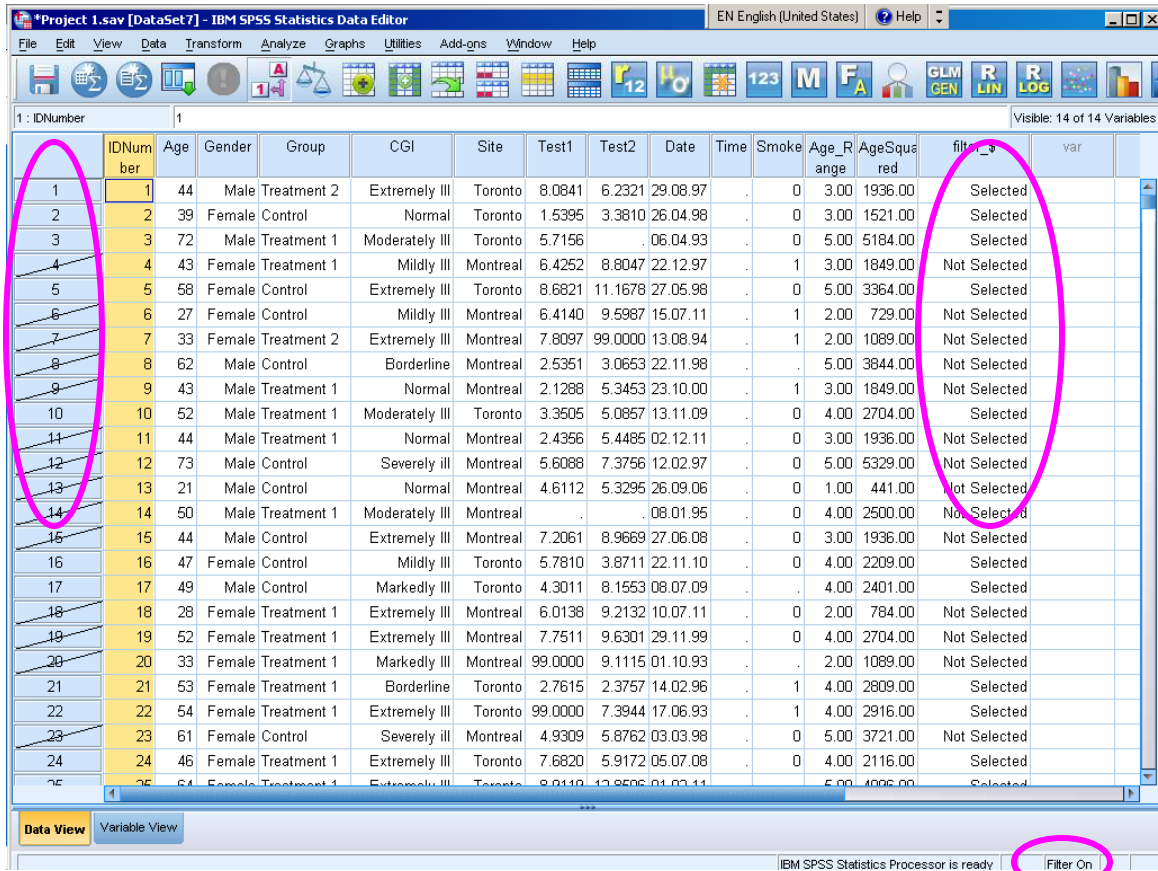 *Project 1.sav [DataSet7] - IBM SPSS Statistics Data Editor EN English (United States) ? Help
File Edit View Data Transform Analyze Graphs Utilities Add-ons Window Help
A 1 12 μσ 123 M FA GLM GEN R LIN R LOG
1 : IDNumber 1 Visible: 14 of 14 Variables
IDNum Age Gender Group CGI Site Test1 Test2 Date Time Smoke Age_R AgeSqua filter_$ var
ber ange red
1 1 44 Male Treatment 2 Extremely Ill Toronto 8.0841 6.2321 29.08.97 . 0 3.00 1936.00 Selected
2 2 39 Female Control Normal Toronto 1.5395 3.3810 26.04.98 . 0 3.00 1521.00 Selected
3 3 72 Male Treatment 1 Moderately Ill Toronto 5.7156 . 06.04.93 . 0 5.00 5184.00 Selected
4 4 43 Female Treatment 1 Mildly Ill Montreal 6.4252 8.8047 22.12.97 . 1 3.00 1849.00 Not Selected
5 5 58 Female Control Extremely Ill Toronto 8.6821 11.1678 27.05.98 . 0 5.00 3364.00 Selected
6 6 27 Female Control Mildly Ill Montreal 6.4140 9.5987 15.07.11 . 1 2.00 729.00 Not Selected
7 7 33 Female Treatment 2 Extremely Ill Montreal 7.8097 99.0000 13.08.94 . 1 2.00 1089.00 Not Selected
8 8 62 Male Control Borderline Montreal 2.5351 3.0653 22.11.98 . . 5.00 3844.00 Not Selected
9 9 43 Male Treatment 1 Normal Montreal 2.1288 5.3453 23.10.00 . 1 3.00 1849.00 Not Selected
10 10 52 Male Treatment 1 Moderately Ill Toronto 3.3505 5.0857 13.11.09 . 0 4.00 2704.00 Selected
11 11 44 Male Treatment 1 Normal Montreal 2.4356 5.4485 02.12.11 . 0 3.00 1936.00 Not Selected
12 12 73 Male Control Severely ill Montreal 5.6088 7.3756 12.02.97 . 0 5.00 5329.00 Not Selected
13 13 21 Male Control Normal Montreal 4.6112 5.3295 26.09.06 . 0 1.00 441.00 Not Selected
14 14 50 Male Treatment 1 Moderately Ill Montreal . . 08.01.95 . 0 4.00 2500.00 Not Selected
15 15 44 Male Control Extremely Ill Montreal 7.2061 8.9669 27.06.08 . 0 3.00 1936.00 Not Selected
16 16 47 Female Control Mildly Ill Toronto 5.7810 3.8711 22.11.10 . 0 4.00 2209.00 Selected
17 17 49 Male Control Markedly Ill Toronto 4.3011 8.1553 08.07.09 . . 4.00 2401.00 Selected
18 18 28 Female Treatment 1 Extremely Ill Montreal 6.0138 9.2132 10.07.11 . 0 2.00 784.00 Not Selected
19 19 52 Female Treatment 1 Extremely Ill Montreal 7.7511 9.6301 29.11.99 . 0 4.00 2704.00 Not Selected
20 20 33 Female Treatment 1 Markedly Ill Montreal 99.0000 9.1115 01.10.93 . . 2.00 1089.00 Not Selected
21 21 53 Female Treatment 1 Borderline Toronto 2.7615 2.3757 14.02.96 . 1 4.00 2809.00 Selected
22 22 54 Female Treatment 1 Extremely Ill Toronto 99.0000 7.3944 17.06.93 . 1 4.00 2916.00 Selected
23 23 61 Female Control Severely ill Montreal 4.9309 5.8762 03.03.98 . 0 5.00 3721.00 Not Selected
24 24 46 Female Treatment 1 Extremely Ill Toronto 7.6820 5.9172 05.07.08 . 0 4.00 2116.00 Selected
25 25 64 Female Treatment 1 Extremely Ill Toronto 5.00 4096.00 Selected
Data View Variable View
IBM SPSS Statistics Processor is ready Filter On